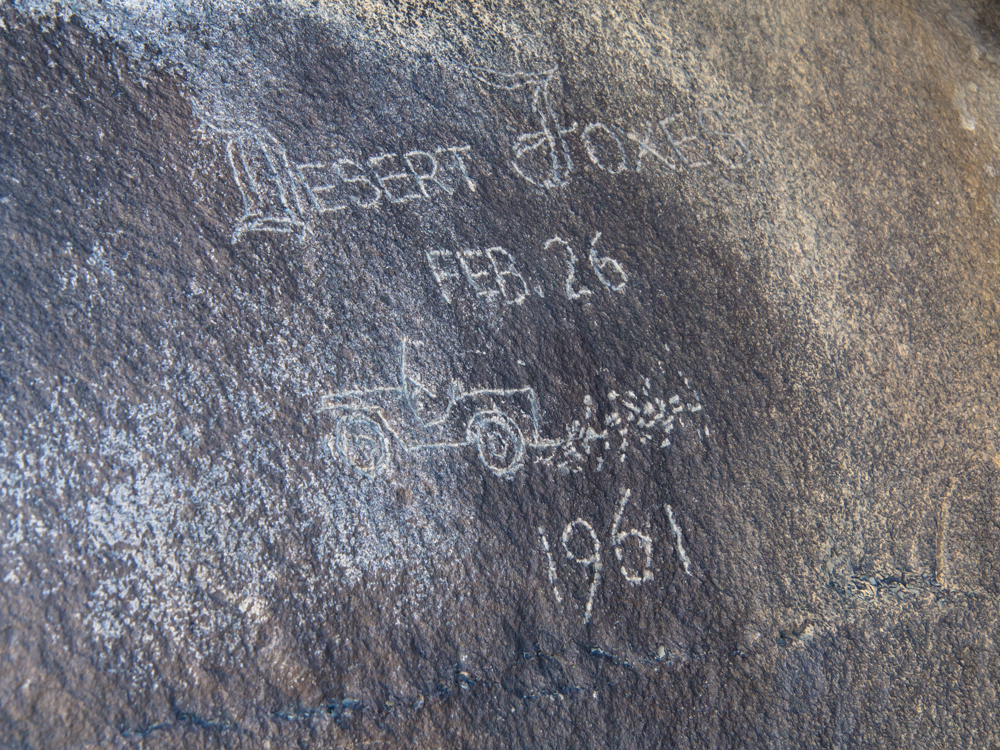 DESERT FOXES
FEB. 26
1961